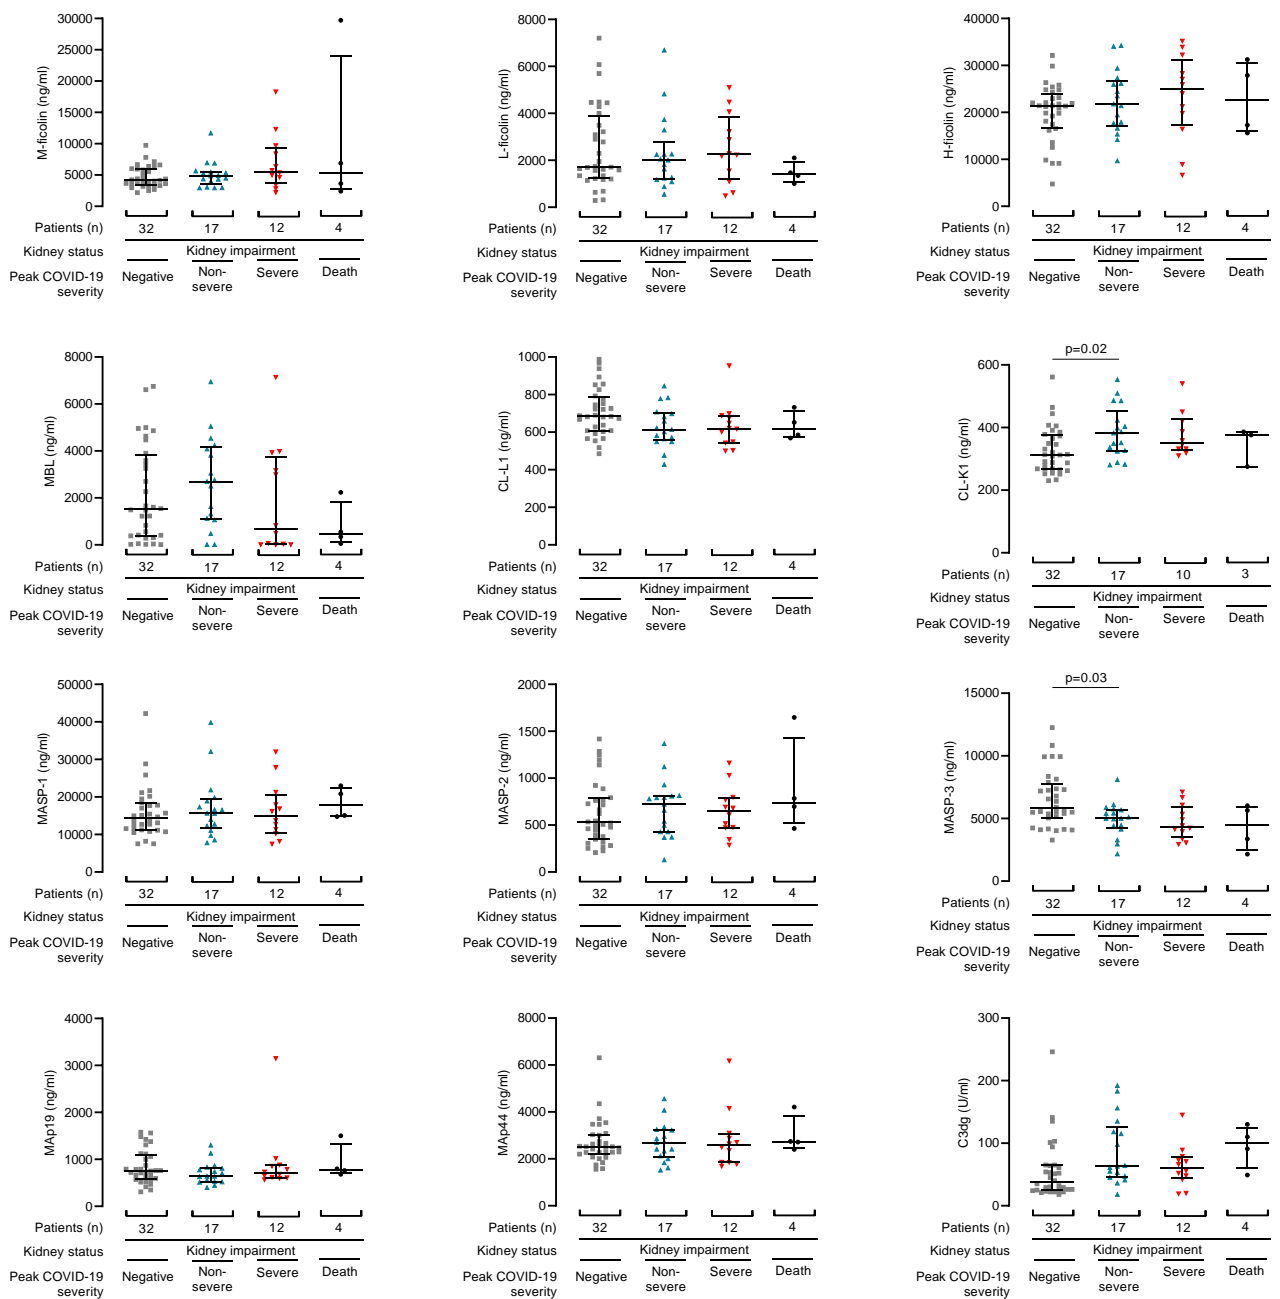 M-ficolin (ng/ml)
30000
25000
20000
15000
10000
5000
0
Patients (n) 32 17 12 4
Kidney status Kidney impairment
Peak COVID-19 severity Negative Non-severe Severe Death
L-ficolin (ng/ml)
8000
6000
4000
2000
0
Patients (n) 32 17 12 4
Kidney status Kidney impairment
Peak COVID-19 severity Negative Non-severe Severe Death
H-ficolin (ng/ml)
40000
30000
20000
10000
0
Patients (n) 32 17 12 4
Kidney status Kidney impairment
Peak COVID-19 severity Negative Non-severe Severe Death
MBL (ng/ml)
8000
6000
4000
2000
0
Patients (n) 32 17 12 4
Kidney status Kidney impairment
Peak COVID-19 severity Negative Non-severe Severe Death
CL-L1 (ng/ml)
1000
800
600
400
200
0
Patients (n) 32 17 12 4
Kidney status Kidney impairment
Peak COVID-19 severity Negative Non-severe Severe Death
p=0.02
CL-K1 (ng/ml)
600
400
200
0
Patients (n) 32 17 10 3
Kidney status Kidney impairment
Peak COVID-19 severity Negative Non-severe Severe Death
MASP-1 (ng/ml)
50000
40000
30000
20000
10000
0
Patients (n) 32 17 12 4
Kidney status Kidney impairment
Peak COVID-19 severity Negative Non-severe Severe Death
MASP-2 (ng/ml)
2000
1500
1000
500
0
Patients (n) 32 17 12 4
Kidney status Kidney impairment
Peak COVID-19 severity Negative Non-severe Severe Death
p=0.03
MASP-3 (ng/ml)
15000
10000
5000
0
Patients (n) 32 17 12 4
Kidney status Kidney impairment
Peak COVID-19 severity Negative Non-severe Severe Death
MAp19 (ng/ml)
4000
3000
2000
1000
0
Patients (n) 32 17 12 4
Kidney status Kidney impairment
Peak COVID-19 severity Negative Non-severe Severe Death
MAp44 (ng/ml)
8000
6000
4000
2000
0
Patients (n) 32 17 12 4
Kidney status Kidney impairment
Peak COVID-19 severity Negative Non-severe Severe Death
C3dg (U/ml)
300
200
100
0
Patients (n) 32 17 12 4
Kidney status Kidney impairment
Peak COVID-19 severity Negative Non-severe Severe Death